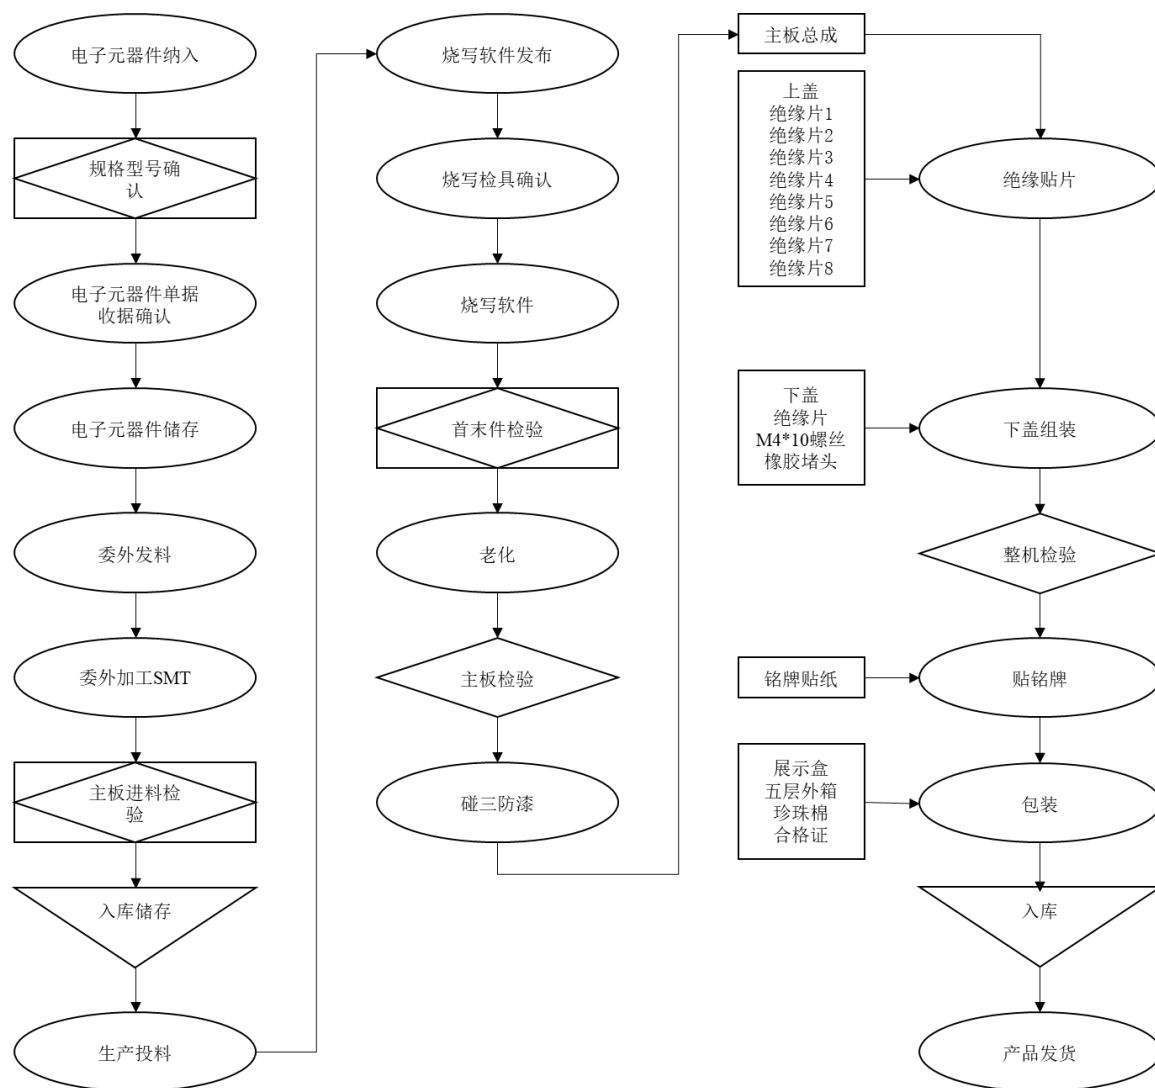 电子元器件纳入
规格型号确
认
电子元器件单据
收据确认
电子元器件储存
委外发料
委外加工SMT
主板进料检
验
入库储存
生产投料
烧写软件发布
烧写检具确认
烧写软件
首末件检验
老化
主板检验
碰三防漆
主板总成
上盖
绝缘片1
绝缘片2
绝缘片3
绝缘片4
绝缘片5
绝缘片6
绝缘片7
绝缘片8
绝缘贴片
下盖
绝缘片
M4*10螺丝
橡胶堵头
下盖组装
整机检验
铭牌贴纸
贴铭牌
展示盒
五层外箱
珍珠棉
合格证
包装
入库
产品发货